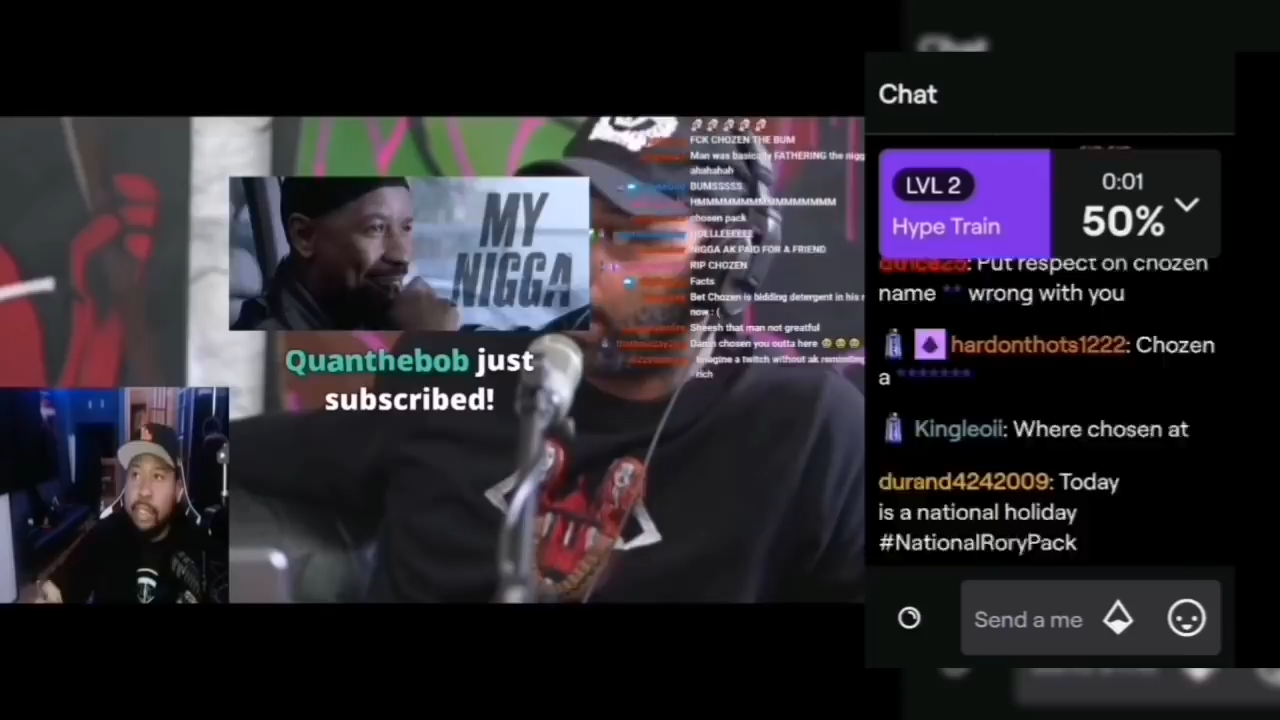 Chat
LVL 2
Hype Train
0:01
50%
: Put respect on chozen
name ** wrong with you
hardonthots1222: Chozen
a *******
Kingleoii: Where chosen at
durand4242009: Today
is a national holiday
#NationalRoryPack
Send a me
MY
NIGGA
Quanthebob just
subscribed!
FCK CHOZEN THE BUM
Man was basically FATHERING the nigg
ahahahah
BUMSSSSS
HMMMMMMMMMMMMMMMMM
chosen pack
NIGGA AK PAID FOR A FRIEND
RIP CHOZEN
Facts
Bet Chozen is bidding detergent in his
now : (
Sheesh that man not greatful
Damn chosen you outta here
Imagine a twitch without ak reminding
rich